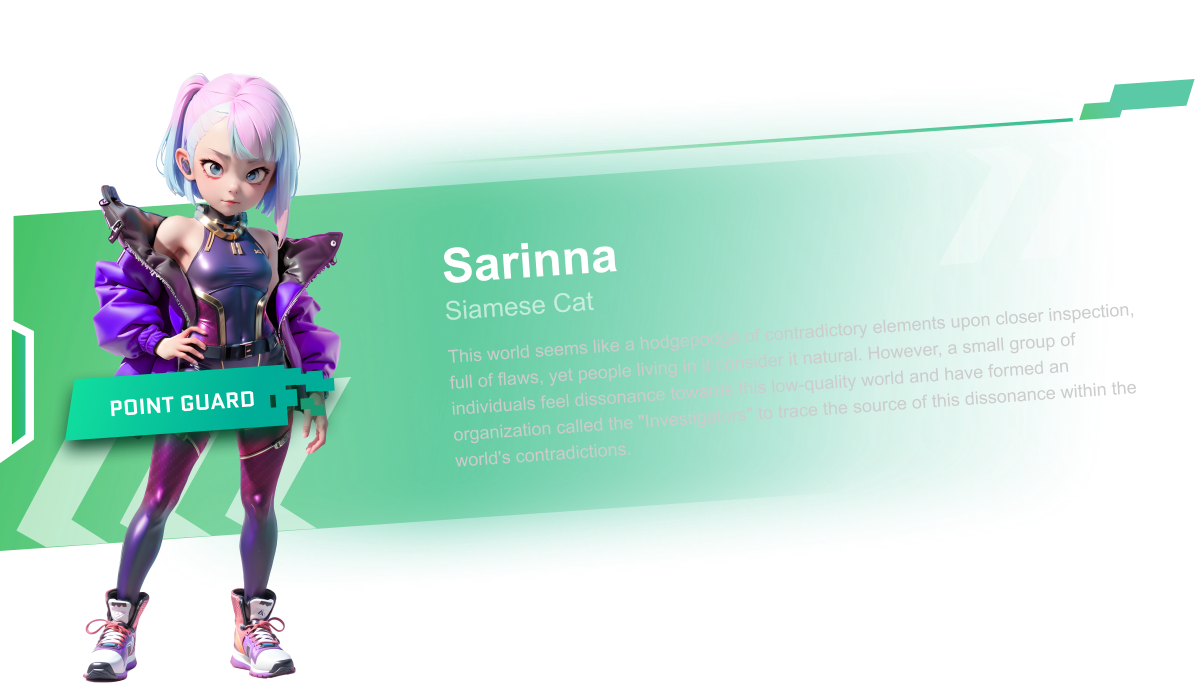 Sarinna
Siamese Cat
This world seems like a hodgepodge of contradictory elements upon closer inspection,
full of flaws, yet people living in it consider it natural. However, a small group of
individuals feel dissonance towards this low-quality world and have formed an
organization called the "Investigators" to trace the source of this dissonance within the
world's contradictions.
POINT GUARD